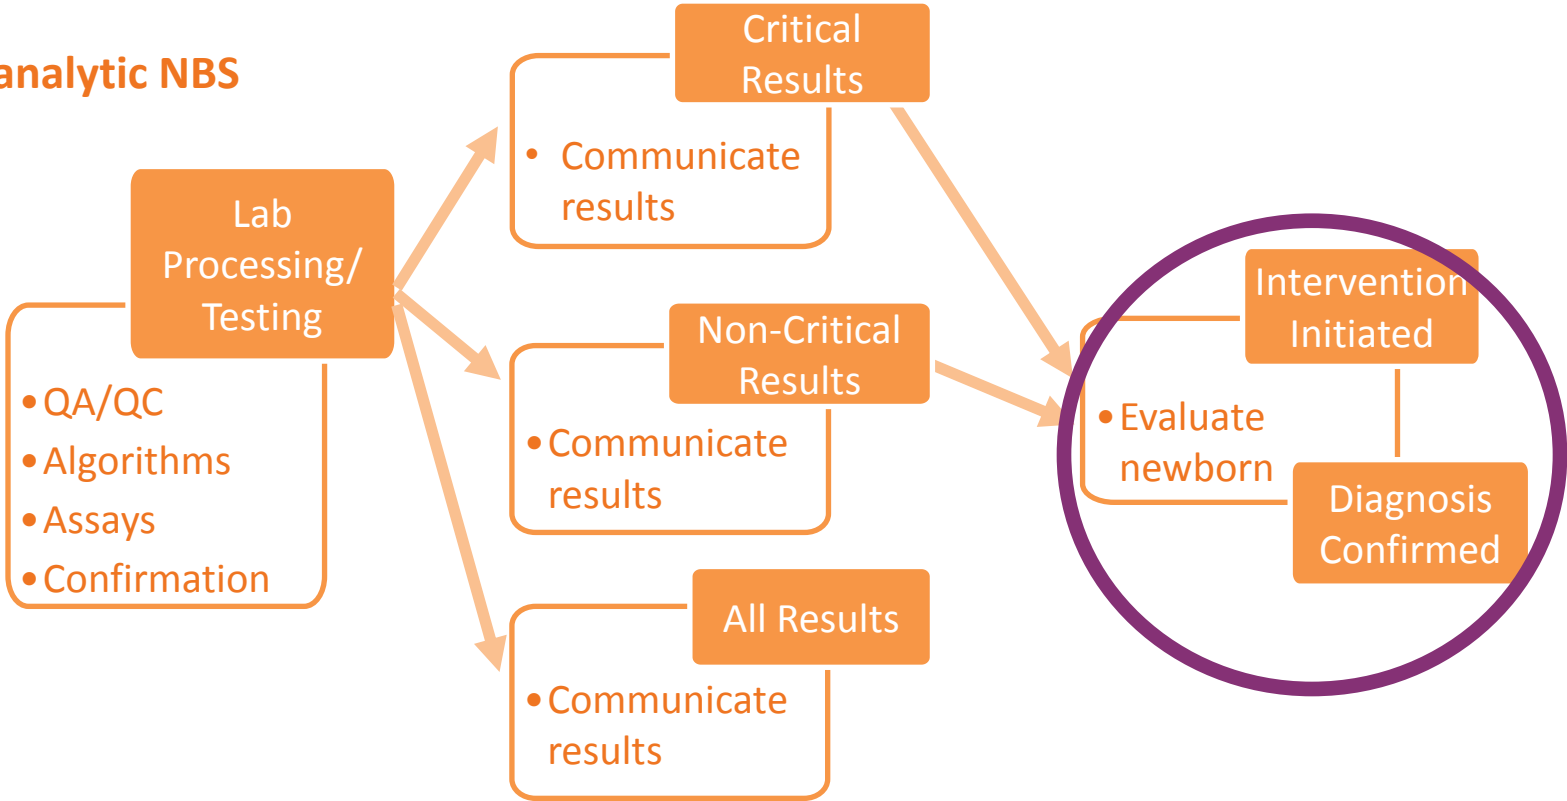 analytic NBS
Critical
Results
• Communicate
results
Lab
Processing/
Testing
• QA/QC
• Algorithms
• Assays
• Confirmation
Non-Critical
Results
• Communicate
results
All Results
• Communicate
results
Intervention
Initiated
• Evaluate
newborn
Diagnosis
Confirmed